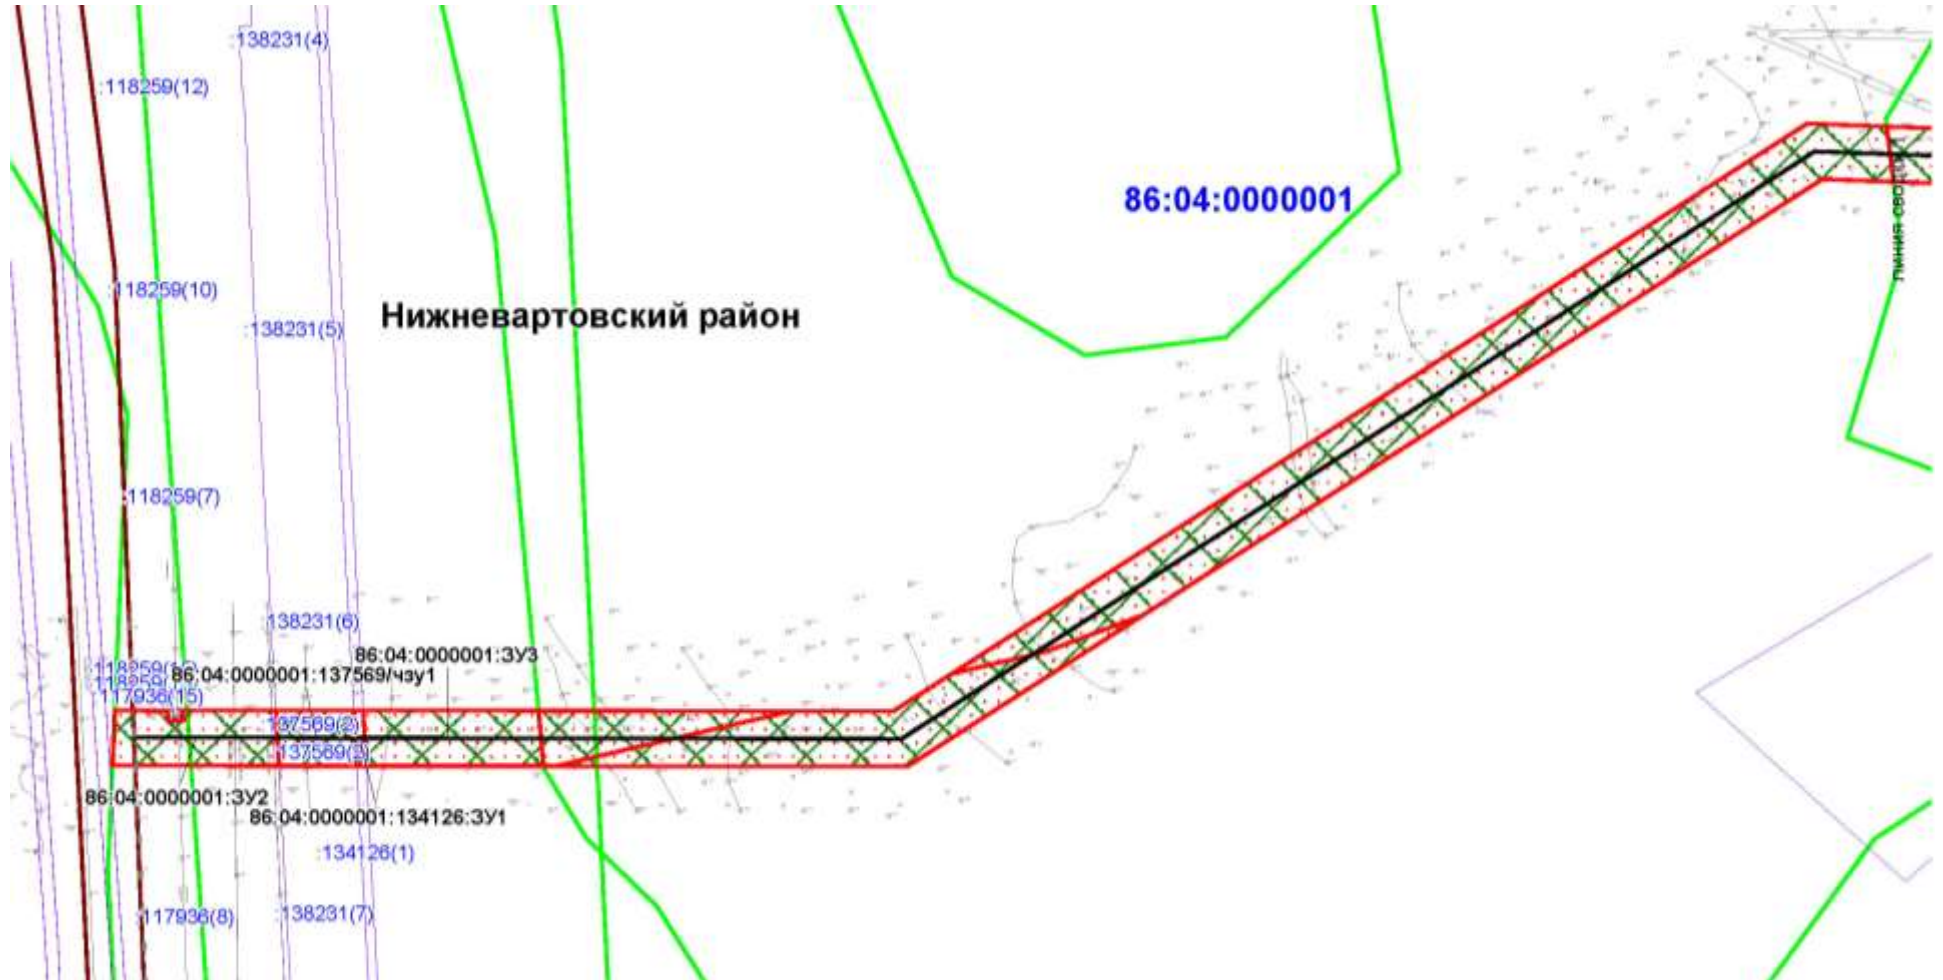 :138231(4)
:118259(12)
86:04:0000001
:118259(10)
Нижневартовский район
:138231(5)
:118259(7)
:138231(6)
86:04:0000001:ЗУ3
86:04:0000001:137569/чзу1
:117936(15)
:137569(2)
:137569(2)
86:04:0000001:ЗУ2
86:04:0000001:134126:ЗУ1
:134126(1)
:117936(8)
:138231(7)
линия